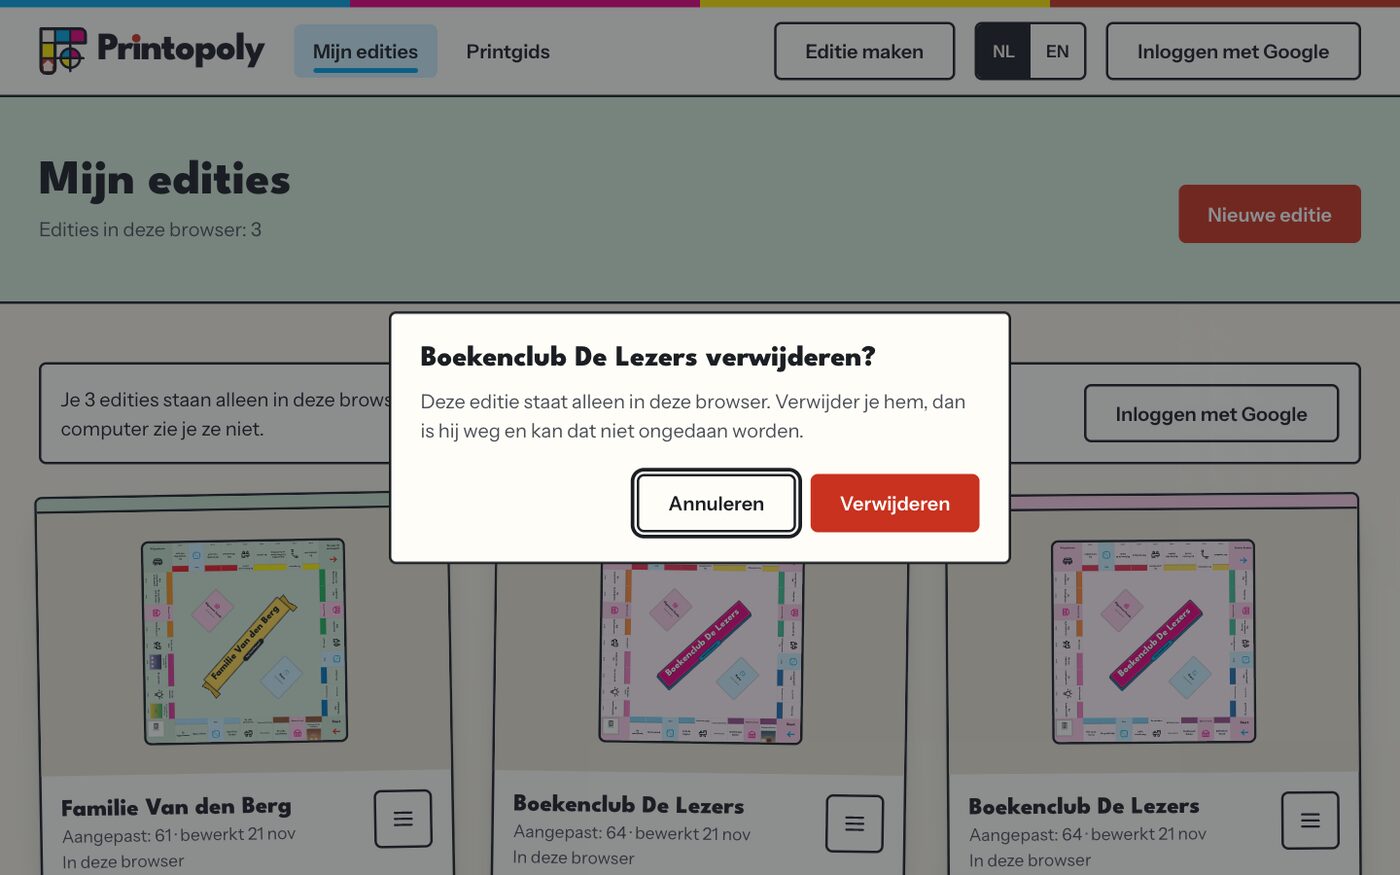 Printopoly
Mijn edities
Printgids
Editie maken
NL
EN
Inloggen met Google
Mijn edities
Edities in deze browser: 3
Nieuwe editie
Je 3 edities staan alleen in deze brows
computer zie je ze niet.
Inloggen met Google
Boekenclub De Lezers verwijderen?
Deze editie staat alleen in deze browser. Verwijder je hem, dan
is hij weg en kan dat niet ongedaan worden.
Annuleren
Verwijderen
Familie Van den Berg
Boekenclub De Lezers
Boekenclub De Lezers
Familie Van den Berg
Aangepast: 61 · bewerkt 21 nov
In deze browser
Boekenclub De Lezers
Aangepast: 64 · bewerkt 21 nov
In deze browser
Boekenclub De Lezers
Aangepast: 64 · bewerkt 21 nov
In deze browser